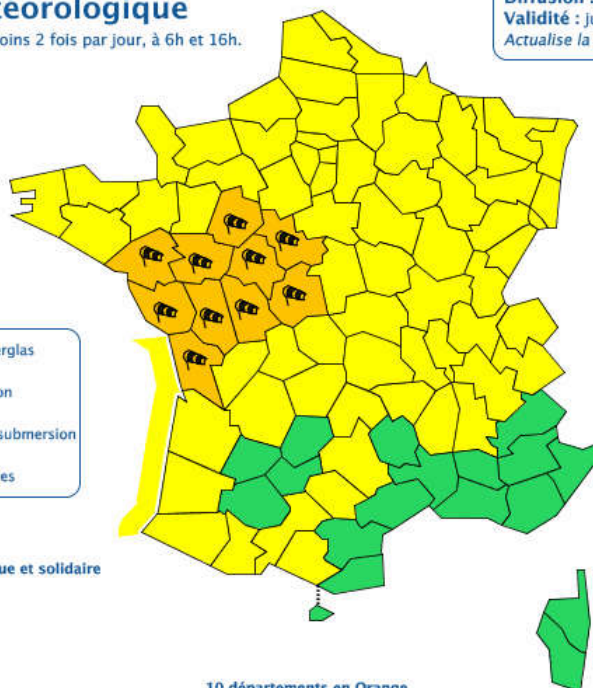 téorologique
oins 2 fois par jour, à 6h et 16h.
Diffusion :
Validité : ju
Actualise la
erglas
on
submersion
es
ue et solidaire
10 départements en Orange